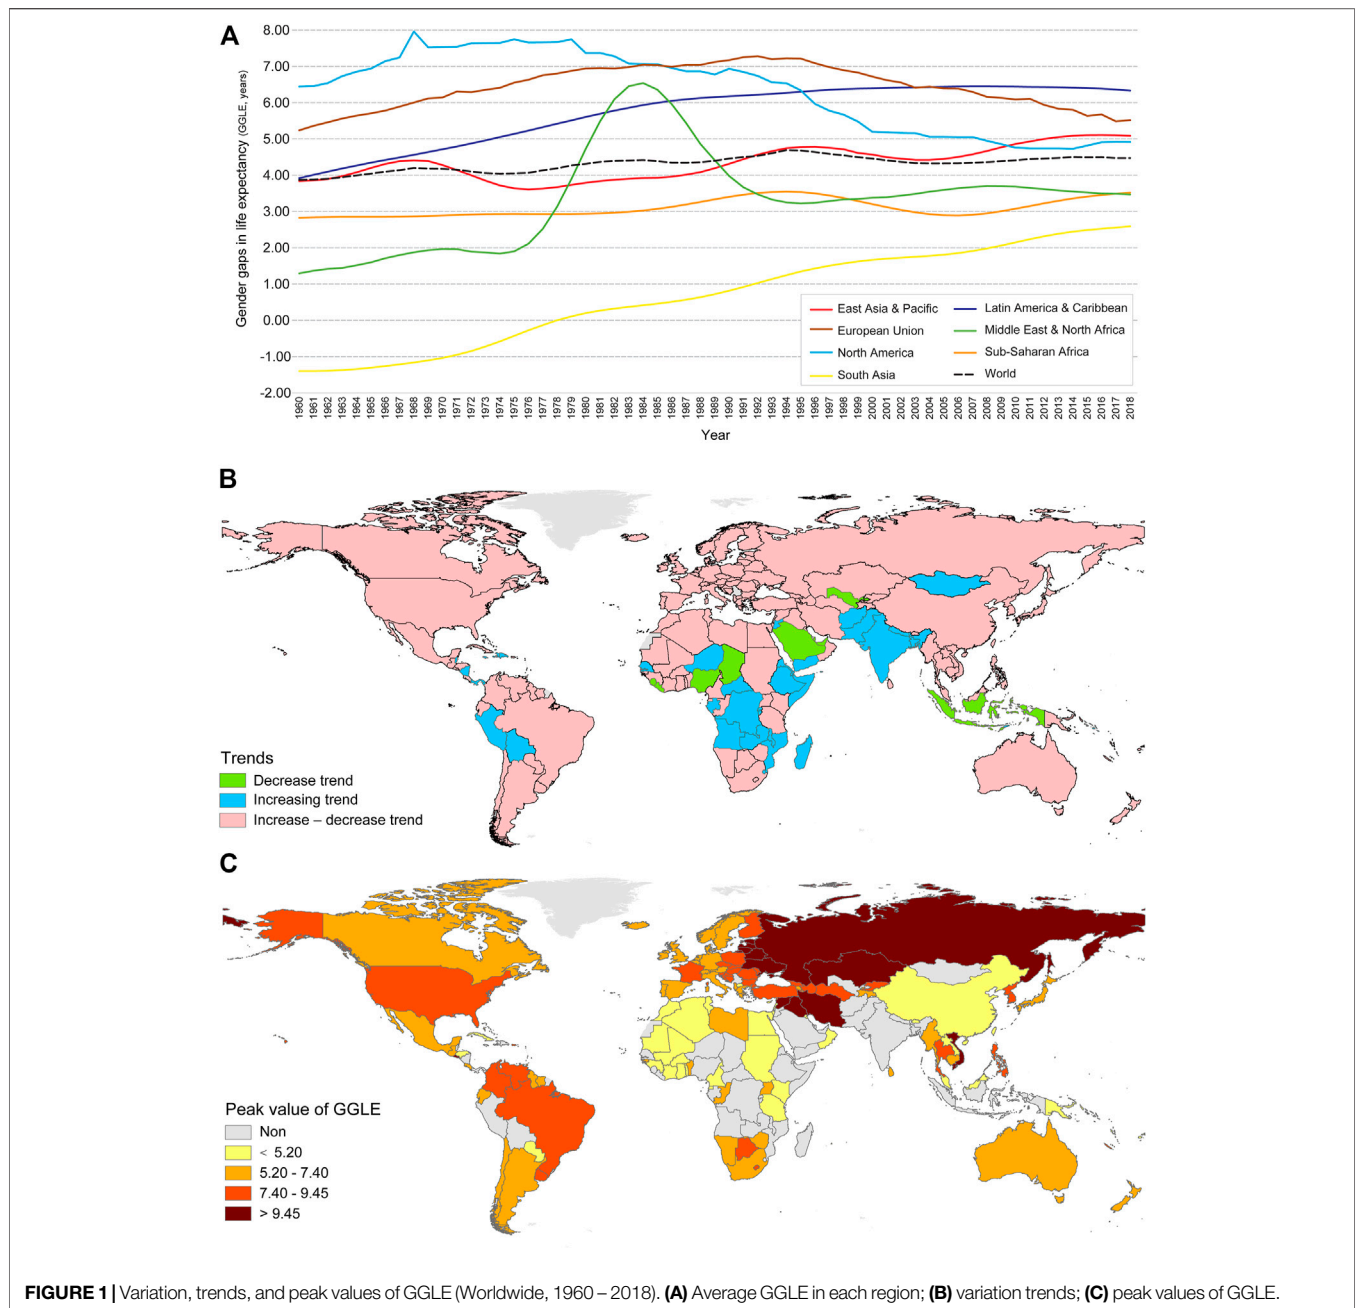 A
8.00
7.00
6.00
5.00
4.00
3.00
2.00
1.00
0.00
-1.00
-2.00
Gender gaps in life expectancy (GGLE, years)
East Asia & Pacific
European Union
North America
South Asia
Latin America & Caribbean
Middle East & North Africa
Sub-Saharan Africa
World
1960 1961 1962 1963 1964 1965 1966 1967 1968 1969 1970 1971 1972 1973 1974 1975 1976 1977 1978 1979 1980 1981 1982 1983 1984 1985 1986 1987 1988 1989 1990 1991 1992 1993 1994 1995 1996 1997 1998 1999 2000 2001 2002 2003 2004 2005 2006 2007 2008 2009 2010 2011 2012 2013 2014 2015 2016 2017 2018
Year
B
Trends
Decrease trend
Increasing trend
Increase – decrease trend
C
Peak value of GGLE
Non
< 5.20
5.20 - 7.40
7.40 - 9.45
> 9.45
FIGURE 1 | Variation, trends, and peak values of GGLE (Worldwide, 1960 – 2018). (A) Average GGLE in each region; (B) variation trends; (C) peak values of GGLE.